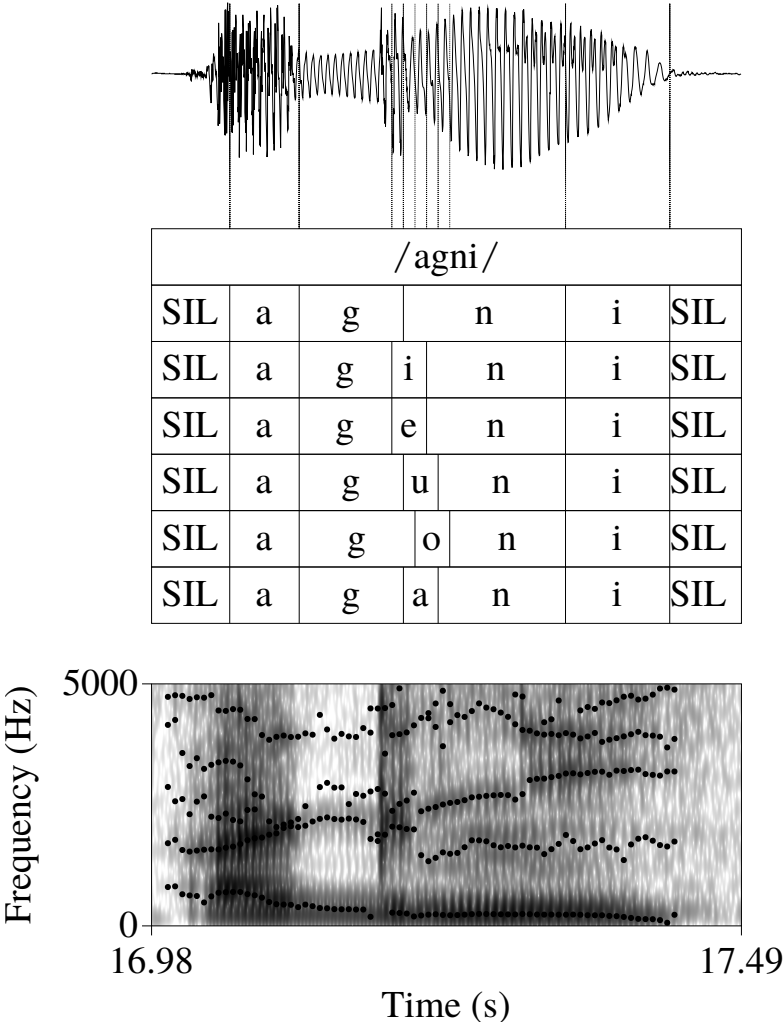 /agni/
SIL a g n i SIL
SIL a g i n i SIL
SIL a g e n i SIL
SIL a g u n i SIL
SIL a g o n i SIL
SIL a g a n i SIL
5000
Frequency (Hz)
0
16.98 17.49
Time (s)